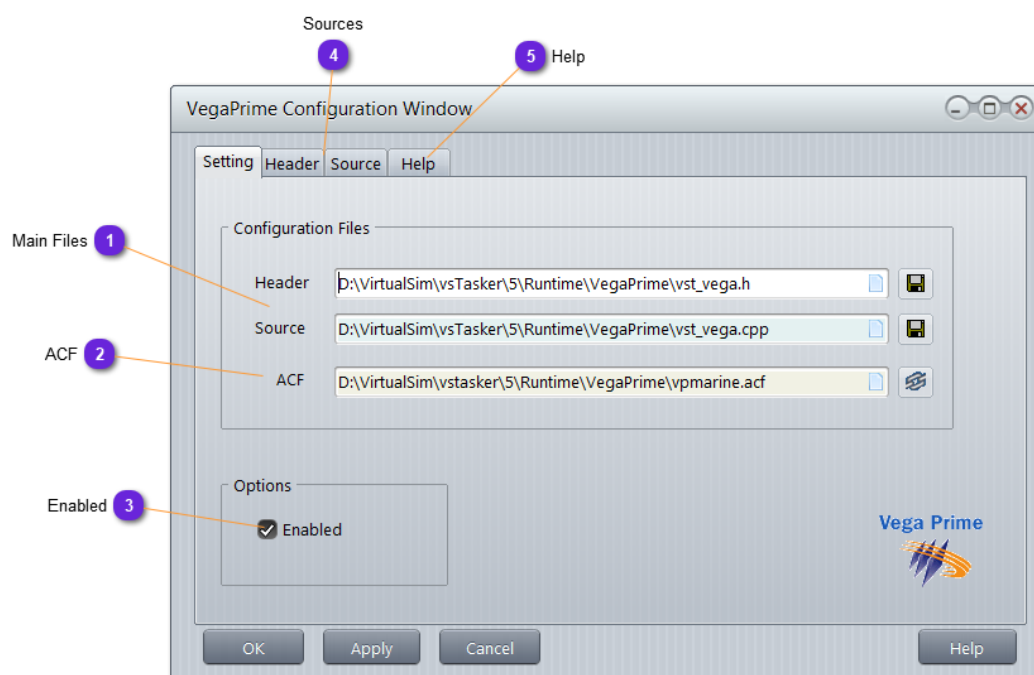 Sources
4
5 Help
VegaPrime Configuration Window
Setting Header Source Help
Configuration Files
Main Files 1
Header D:\VirtualSim\vsTasker\5\Runtime\VegaPrime\vst_vega.h
Source D:\VirtualSim\vsTasker\5\Runtime\VegaPrime\vst_vega.cpp
ACF 2
ACF D:\VirtualSim\vstasker\5\Runtime\VegaPrime\vpmarine.acf
Options
Enabled 3
Enabled
Vega Prime
OK Apply Cancel Help